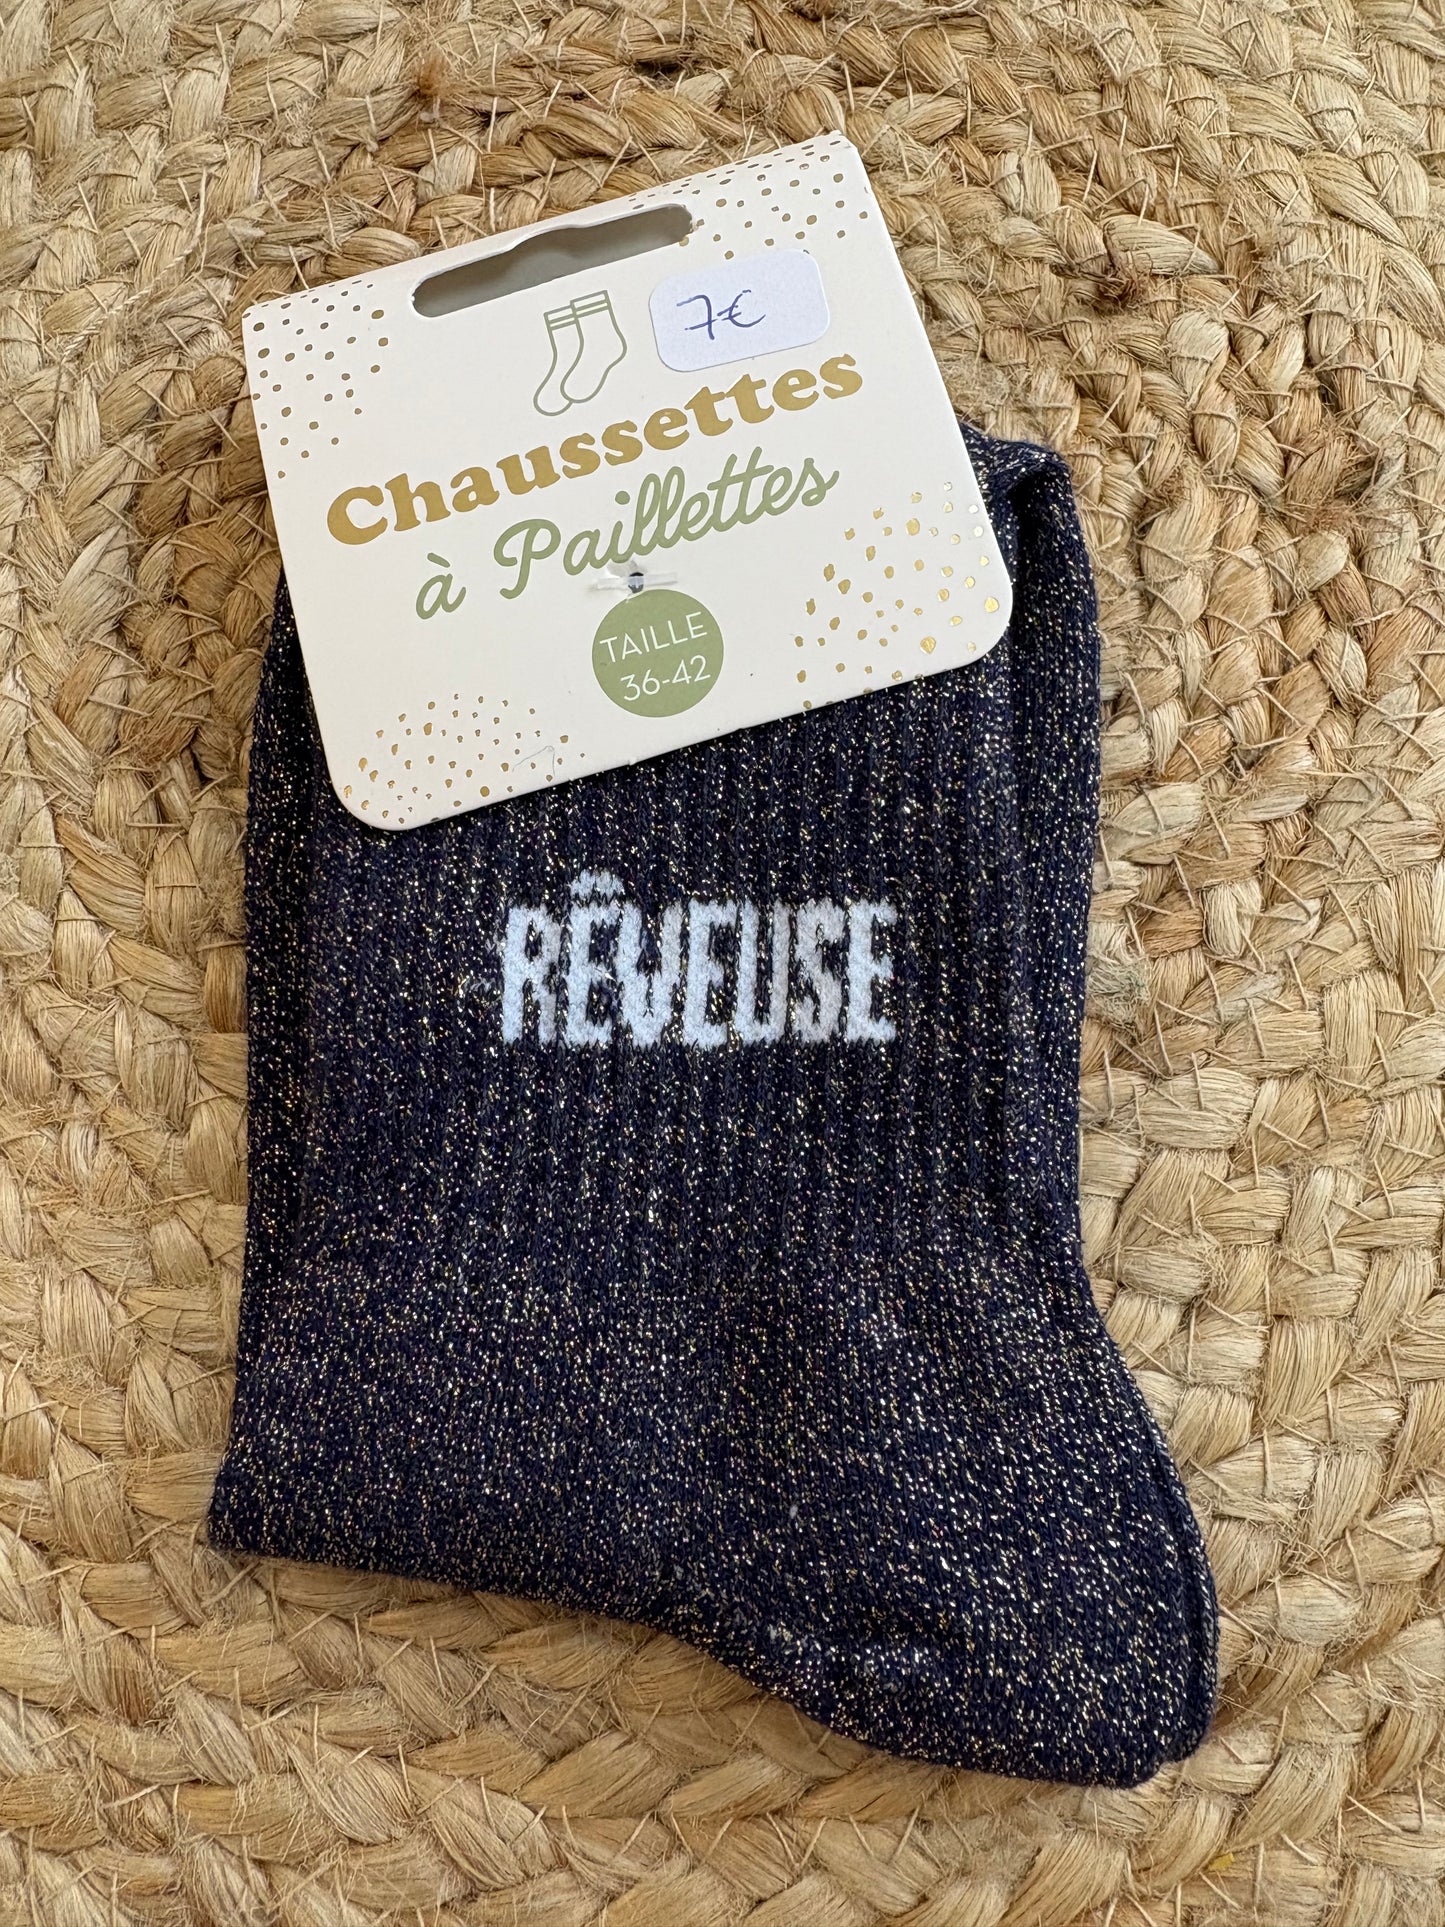 7€
Chaussettes
à Paillettes
TAILLE
36-42
RÊVEUSE